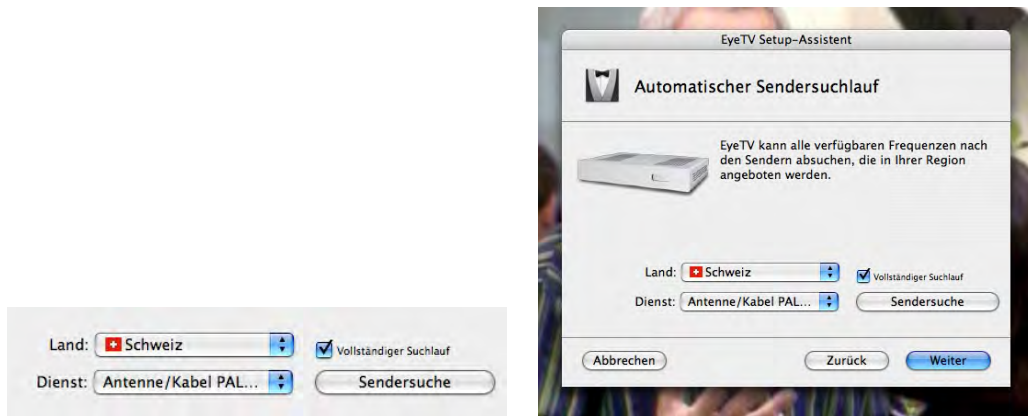 Land: Schweiz
Vollständiger Suchlauf
Dienst: Antenne/Kabel PAL...
Sendersuche
EyeTV Setup-Assistent
Automatischer Sendersuchlauf
EyeTV kann alle verfügbaren Frequenzen nach
den Sendern absuchen, die in Ihrer Region
angeboten werden.
Land: Schweiz
Vollständiger Suchlauf
Dienst: Antenne/Kabel PAL...
Sendersuche
Abbrechen
Zurück
Weiter